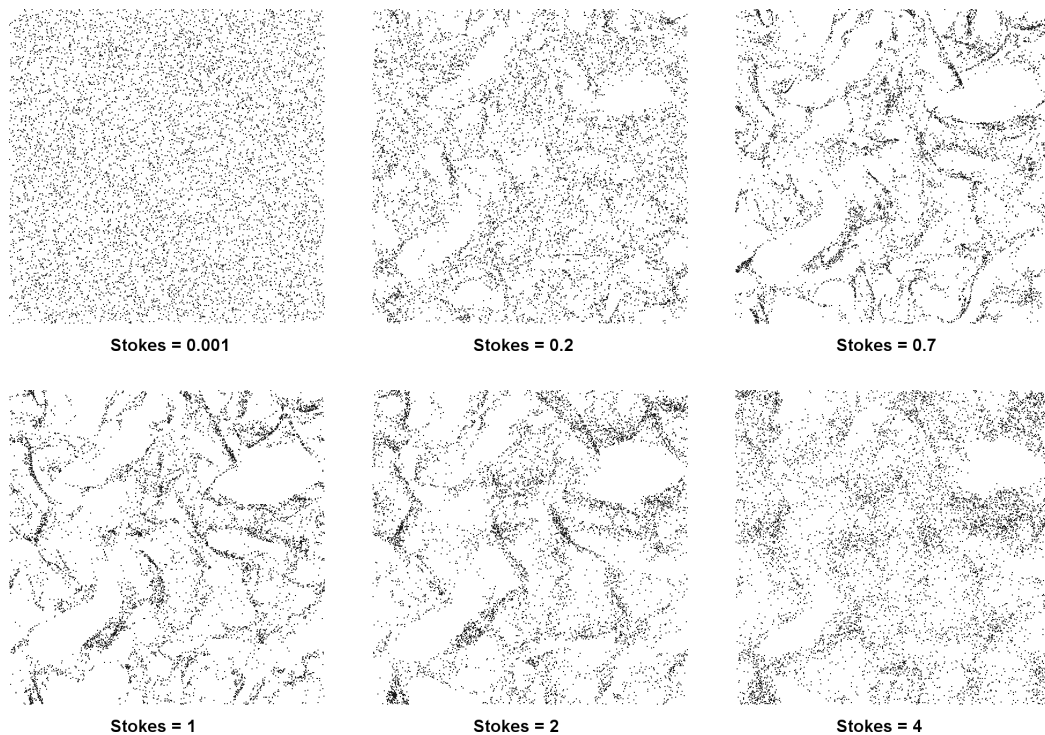 Stokes = 0.001
Stokes = 0.2
Stokes = 0.7
Stokes = 1
Stokes = 2
Stokes = 4